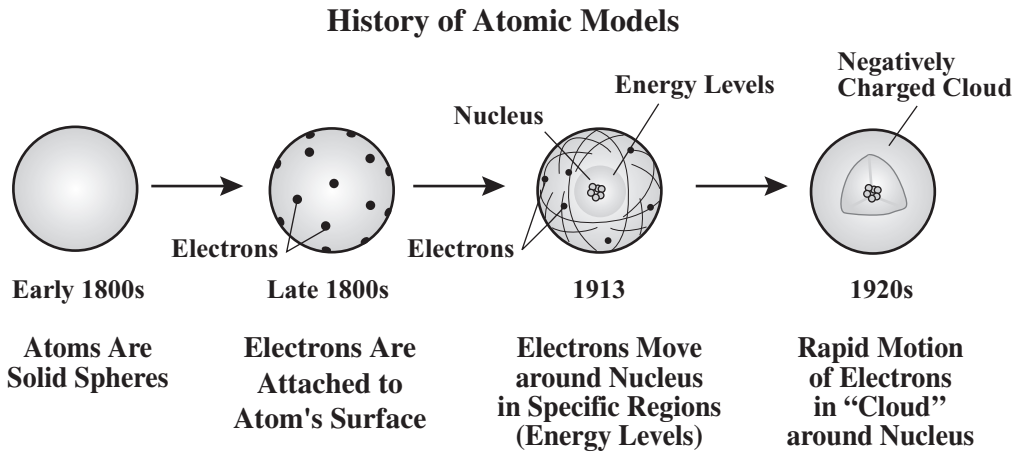 History of Atomic Models
Negatively
Charged Cloud
Energy Levels
Nucleus
Electrons
Electrons
Early 1800s
Late 1800s
1913
1920s
Atoms Are
Solid Spheres
Electrons Are
Attached to
Atom's Surface
Electrons Move
around Nucleus
in Specific Regions
(Energy Levels)
Rapid Motion
of Electrons
in “Cloud”
around Nucleus